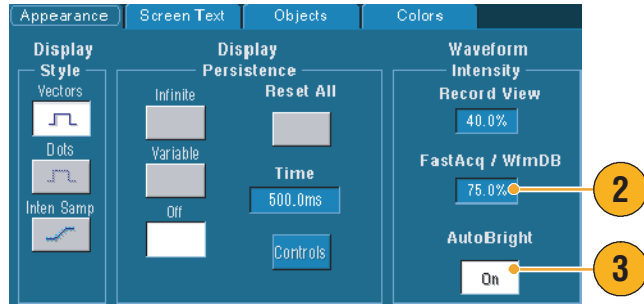 Appearance
Screen Text
Objects
Colors
Display
Style
Vectors
Dots
Inten Samp
Display
Persistence
Infinite
Variable
Off
Reset All
Time
500.0ms
Controls
Waveform
Intensity
Record View
40.0%
FastAcq / WfmDB
75.0%
2
AutoBright
On
3